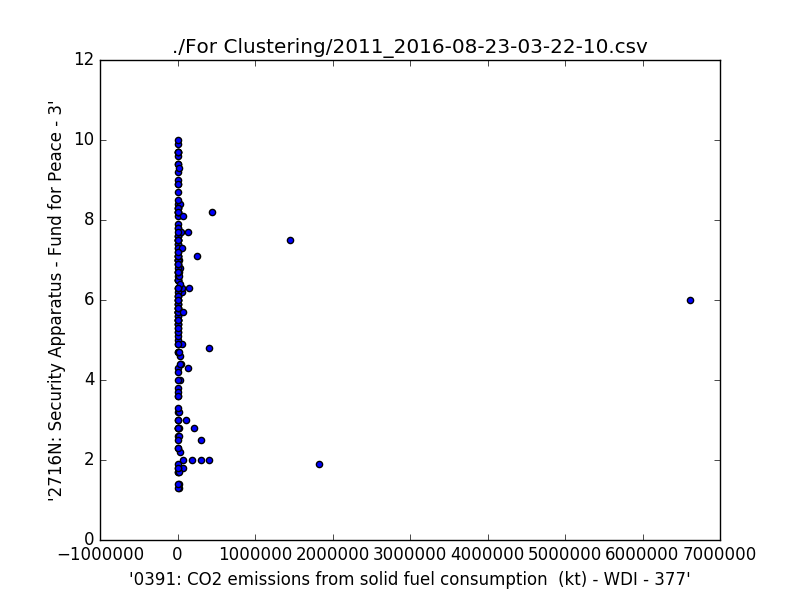 ./For Clustering/2011_2016-08-23-03-22-10.csv
'2716N: Security Apparatus - Fund for Peace - 3'
12
10
8
6
4
2
0
−1000000 0 1000000 2000000 3000000 4000000 5000000 6000000 7000000
'0391: CO2 emissions from solid fuel consumption  (kt) - WDI - 377'